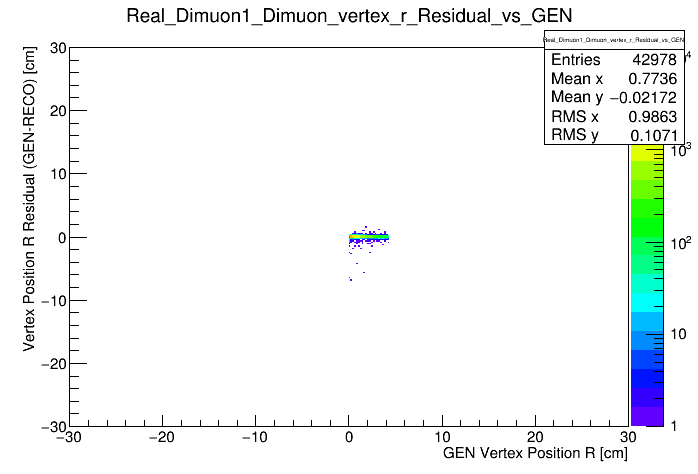 Real_Dimuon1_Dimuon_vertex_r_Residual_vs_GEN
Real_Dimuon1_Dimuon_vertex_r_Residual_vs_GEN
Entries 42978
Mean x 0.7736
Mean y −0.02172
RMS x 0.9863
RMS y 0.1071
Vertex Position R Residual (GEN-RECO) [cm]
30
20
10
0
−10
−20
−30
−30 −20 −10 0 10 20 30
GEN Vertex Position R [cm]
4
10³
10²
10
1